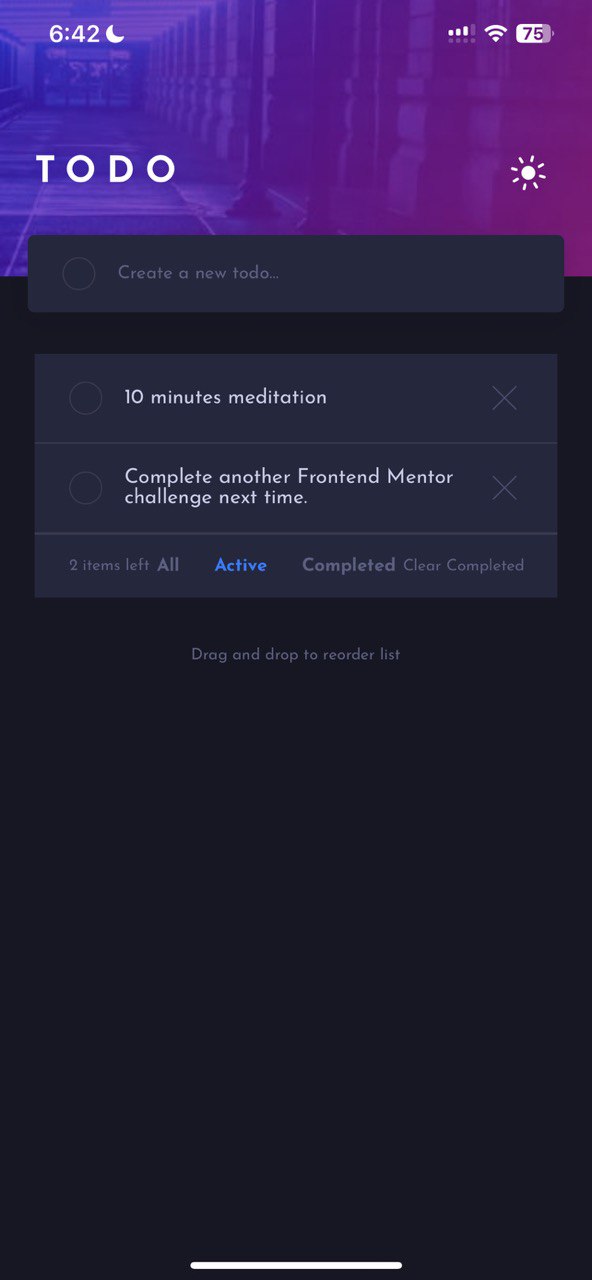 6:42
75
TODO
Create a new todo...
10 minutes meditation
Complete another Frontend Mentor
challenge next time.
2 items left All Active Completed Clear Completed
Drag and drop to reorder list